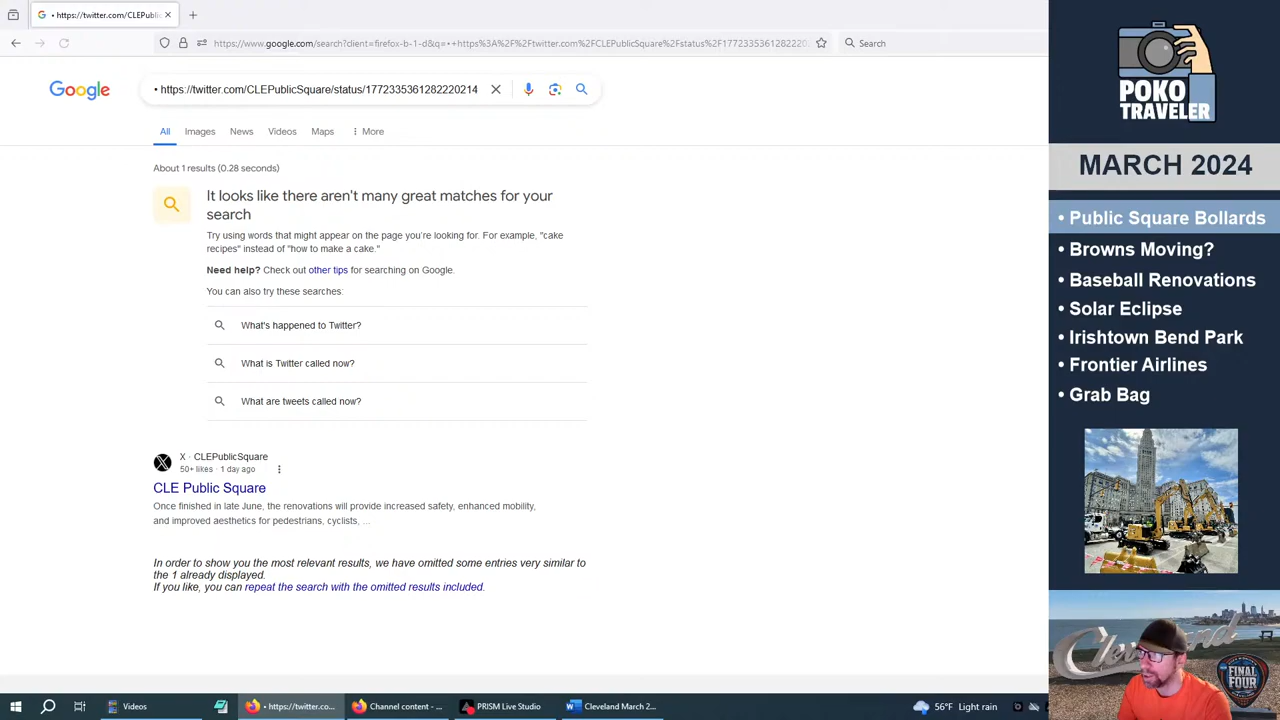 • https://twitter.com/CLEPublic
https://www.google.com/search?client=firefox-b-1-d&q=+•+https%3A%2F%2Ftwitter.com%2FCLEPublicSquare%2Fstatus%2F1772335361282220
Search
Google
• https://twitter.com/CLEPublicSquare/status/1772335361282220214
All Images News Videos Maps More
About 1 results (0.28 seconds)
It looks like there aren't many great matches for your
search
Try using words that might appear on the page you're looking for. For example, "cake
recipes" instead of "how to make a cake."
Need help? Check out other tips for searching on Google.
You can also try these searches:
What's happened to Twitter?
What is Twitter called now?
What are tweets called now?
X · CLEPublicSquare
50+ likes · 1 day ago
CLE Public Square
Once finished in late June, the renovations will provide increased safety, enhanced mobility,
and improved aesthetics for pedestrians, cyclists, ...
In order to show you the most relevant results, we have omitted some entries very similar to
the 1 already displayed.
If you like, you can repeat the search with the omitted results included.
POKO
TRAVELER
MARCH 2024
• Public Square Bollards
• Browns Moving?
• Baseball Renovations
• Solar Eclipse
• Irishtown Bend Park
• Frontier Airlines
• Grab Bag
Cleveland
FINAL
FOUR
Videos
• https://twitter.co...
Channel content - ...
PRISM Live Studio
Cleveland March 2...
56°F Light rain